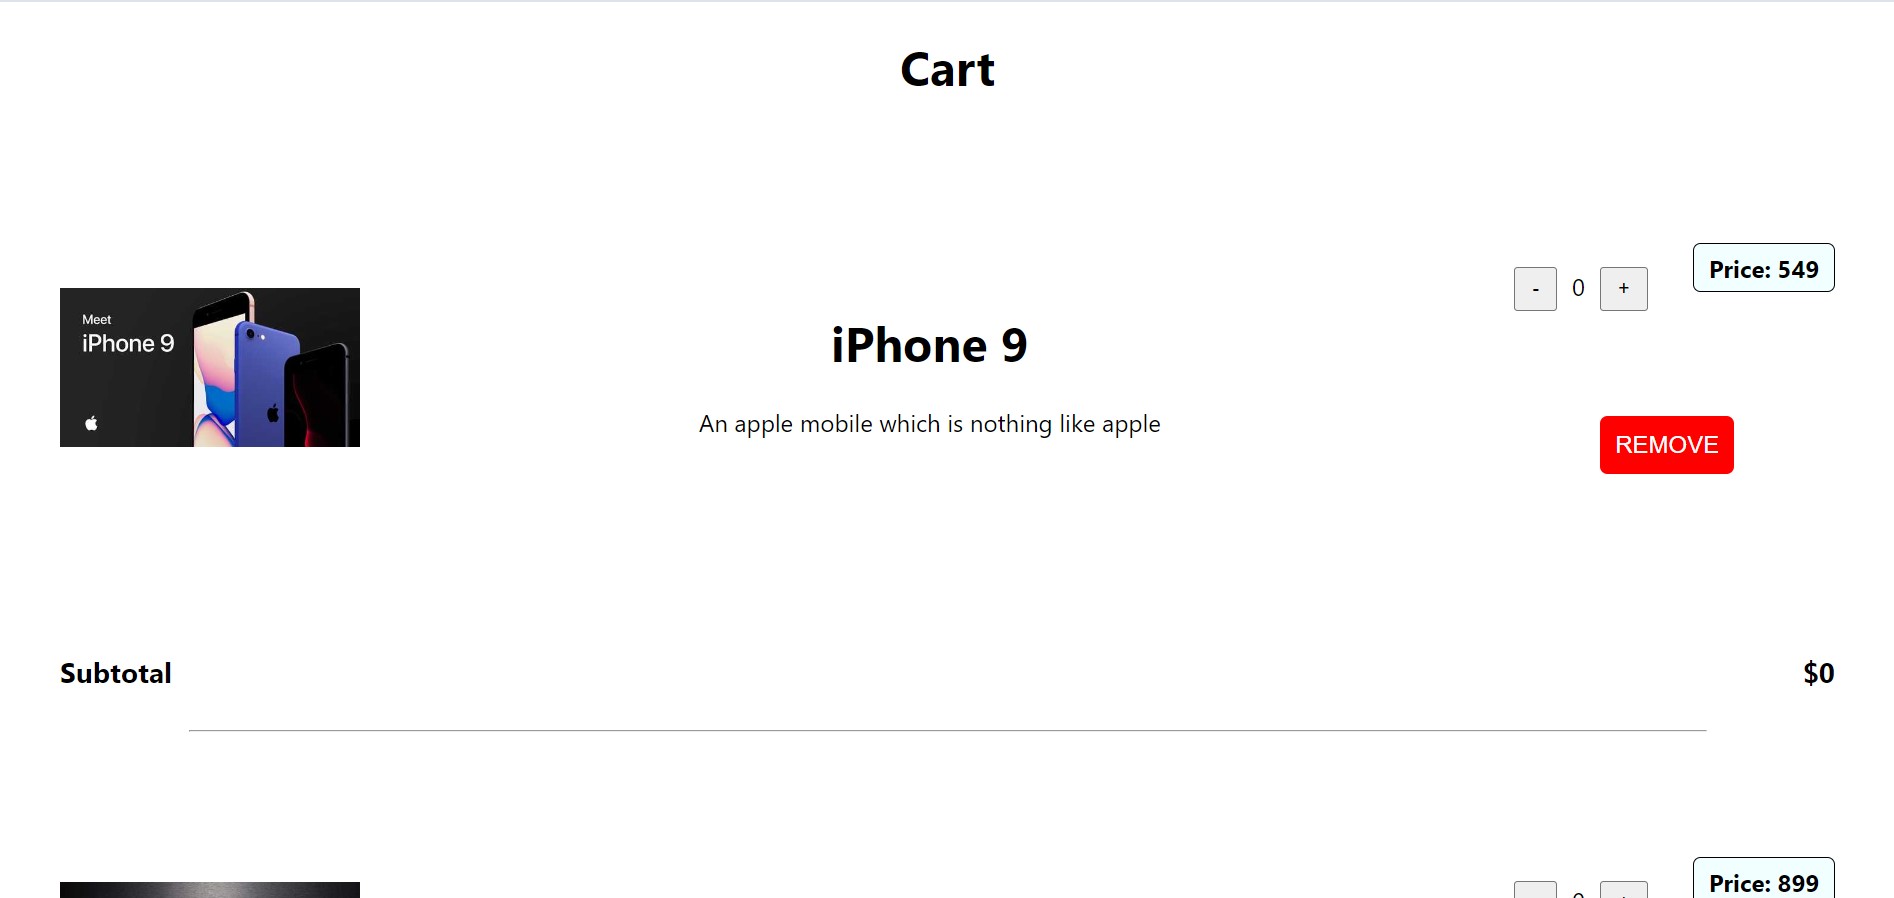 Cart
Meet
iPhone 9
iPhone 9
An apple mobile which is nothing like apple
- 0 +
Price: 549
REMOVE
Subtotal $0
Price: 899